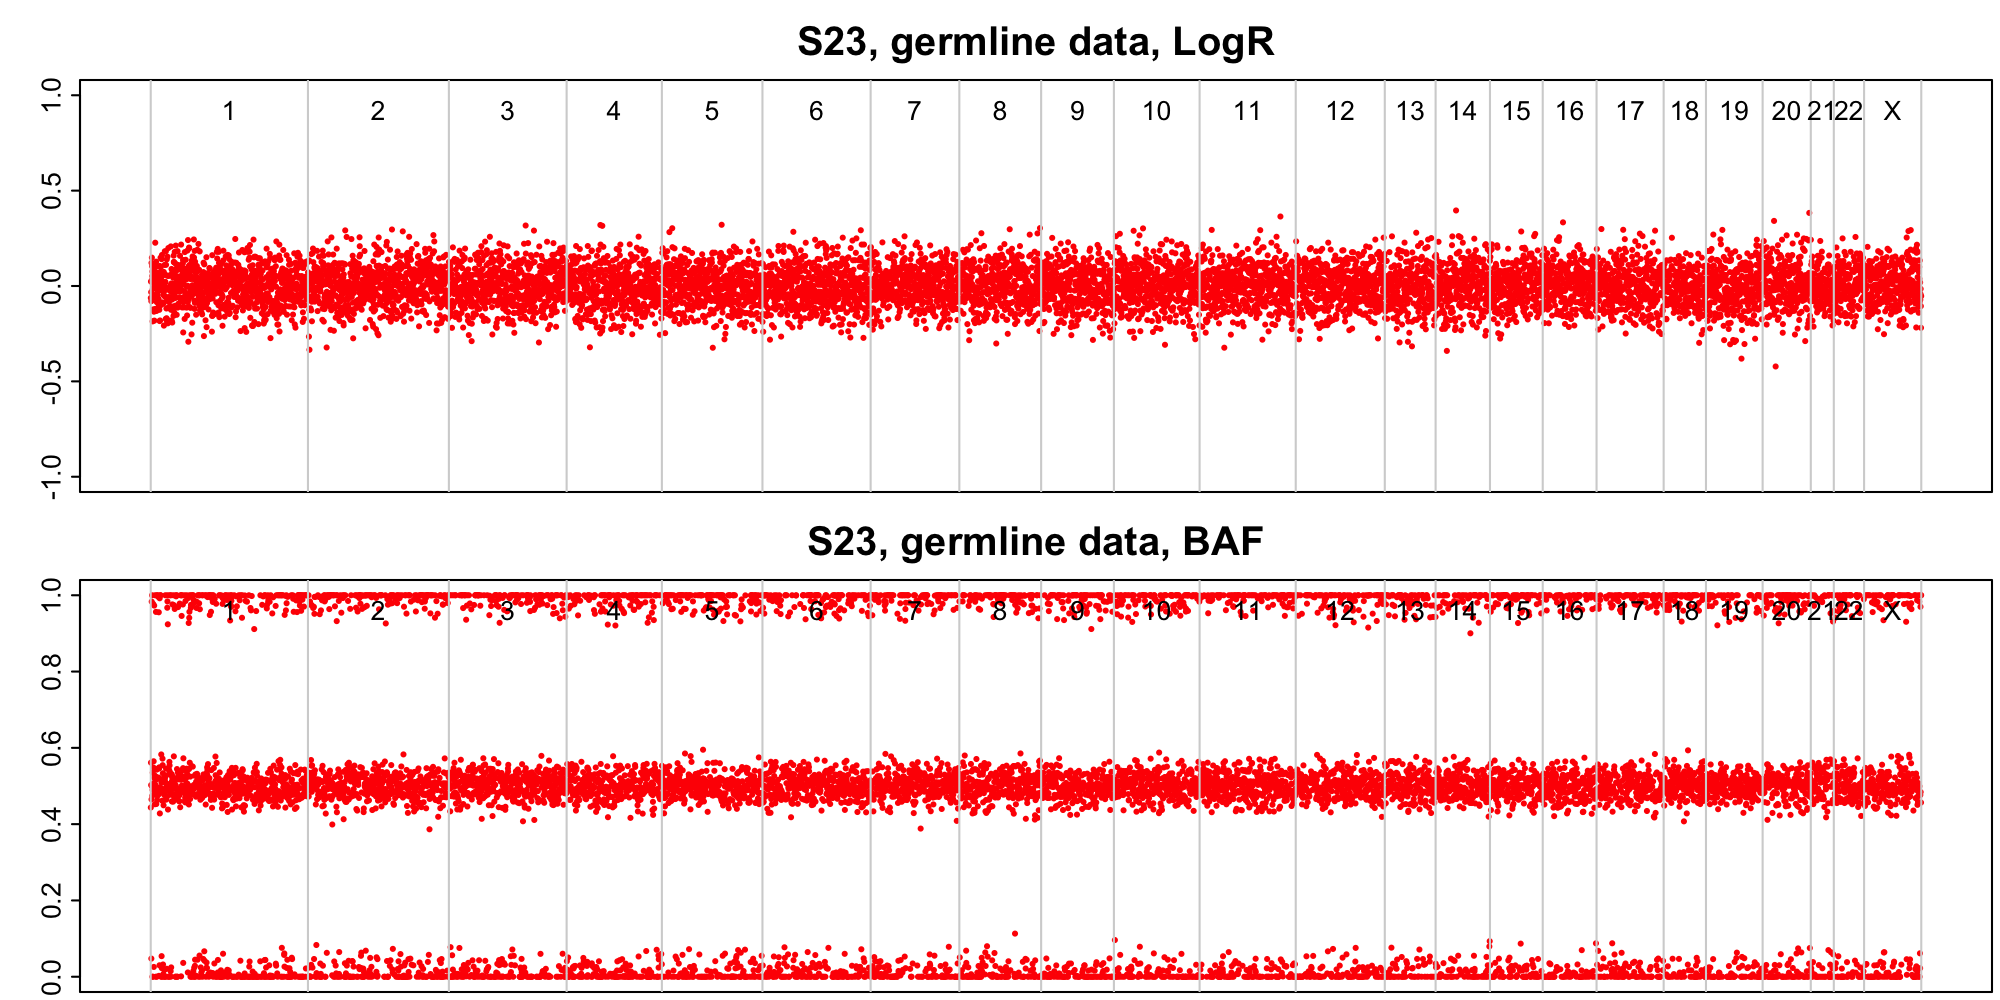 S23, germline data, LogR
1.0
0.5
0.0
-0.5
-1.0
1 2 3 4 5 6 7 8 9 10 11 12 13 14 15 16 17 18 19 20 21 22 X
S23, germline data, BAF
1.0
0.8
0.6
0.4
0.2
0.0
1 2 3 4 5 6 7 8 9 10 11 12 13 14 15 16 17 18 19 20 21 22 X